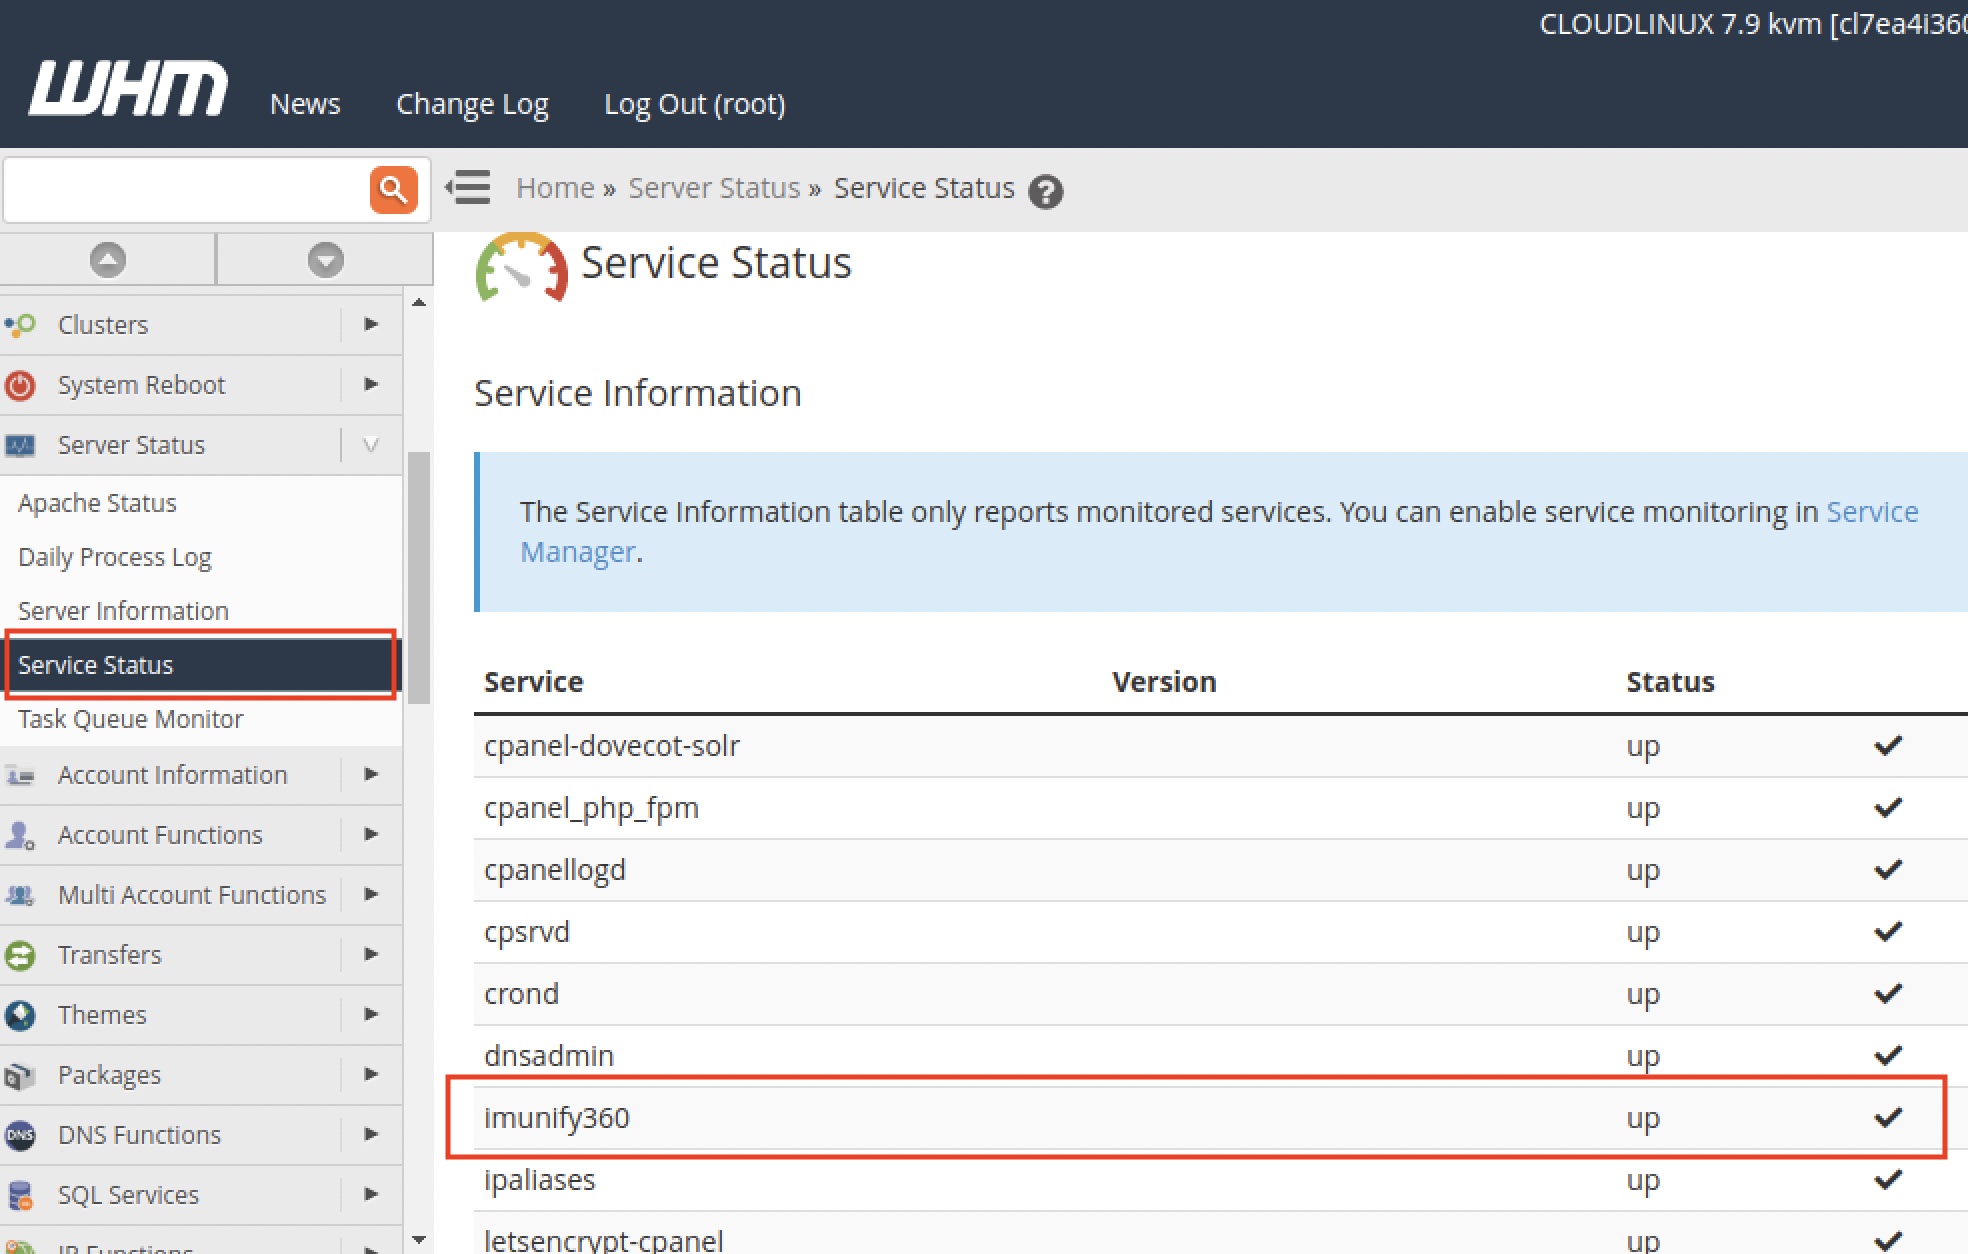 CLOUDLINUX 7.9 kvm [cl7ea4i360
WHM
News Change Log Log Out (root)
Home » Server Status » Service Status ?
Clusters
System Reboot
Server Status
Apache Status
Daily Process Log
Server Information
Service Status
Task Queue Monitor
Account Information
Account Functions
Multi Account Functions
Transfers
Themes
Packages
DNS DNS Functions
SQL Services
IP Functions
Service Status
Service Information
The Service Information table only reports monitored services. You can enable service monitoring in Service
Manager.
Service Version Status
cpanel-dovecot-solr up
cpanel_php_fpm up
cpanellogd up
cpsrvd up
crond up
dnsadmin up
imunify360 up
ipaliases up
letsencrypt-cpanel up